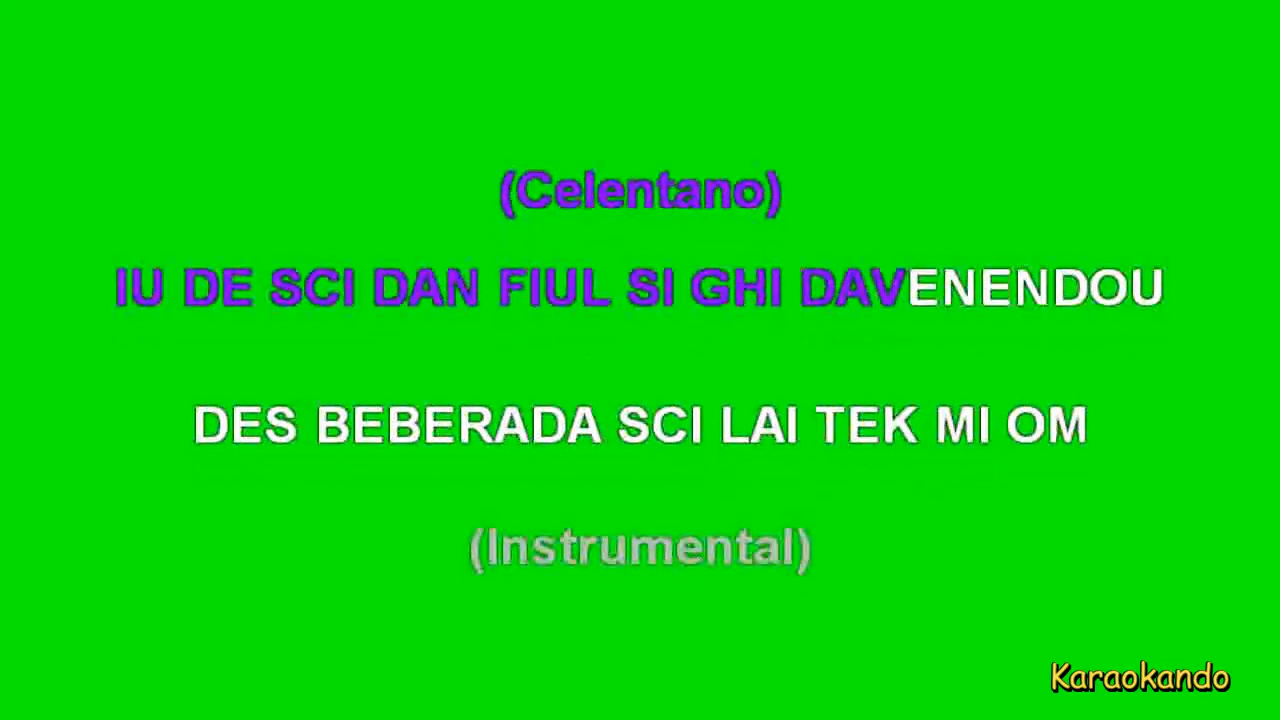 (Celentano)
IU DE SCI DAN FIUL SI GHI DAVENENDOU
DES BEBERADA SCI LAI TEK MI OM
(Instrumental)
Karaokando